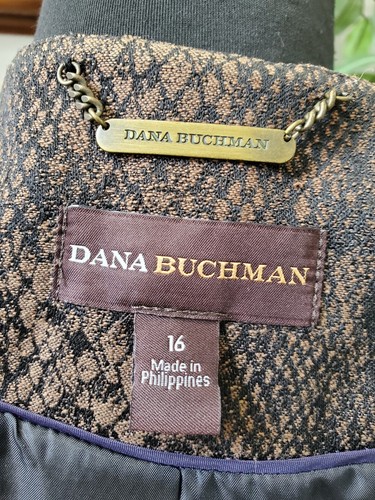 DANA BUCHMAN
DANA BUCHMAN
16
Made in
Philippines